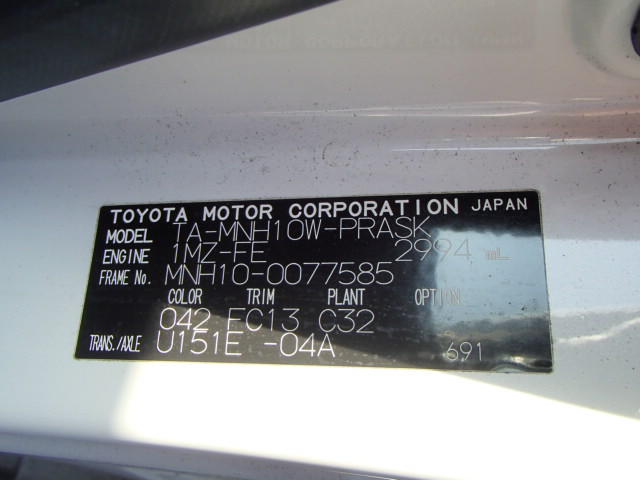 TOYOTA MOTOR CORPORATION JAPAN
MODEL TA-MNH10W-PRASK
ENGINE 1MZ-FE 2994 mL
FRAME No. MNH10-0077585
COLOR TRIM PLANT OPTION
042 FC13 C32
TRANS./AXLE U151E -04A 691